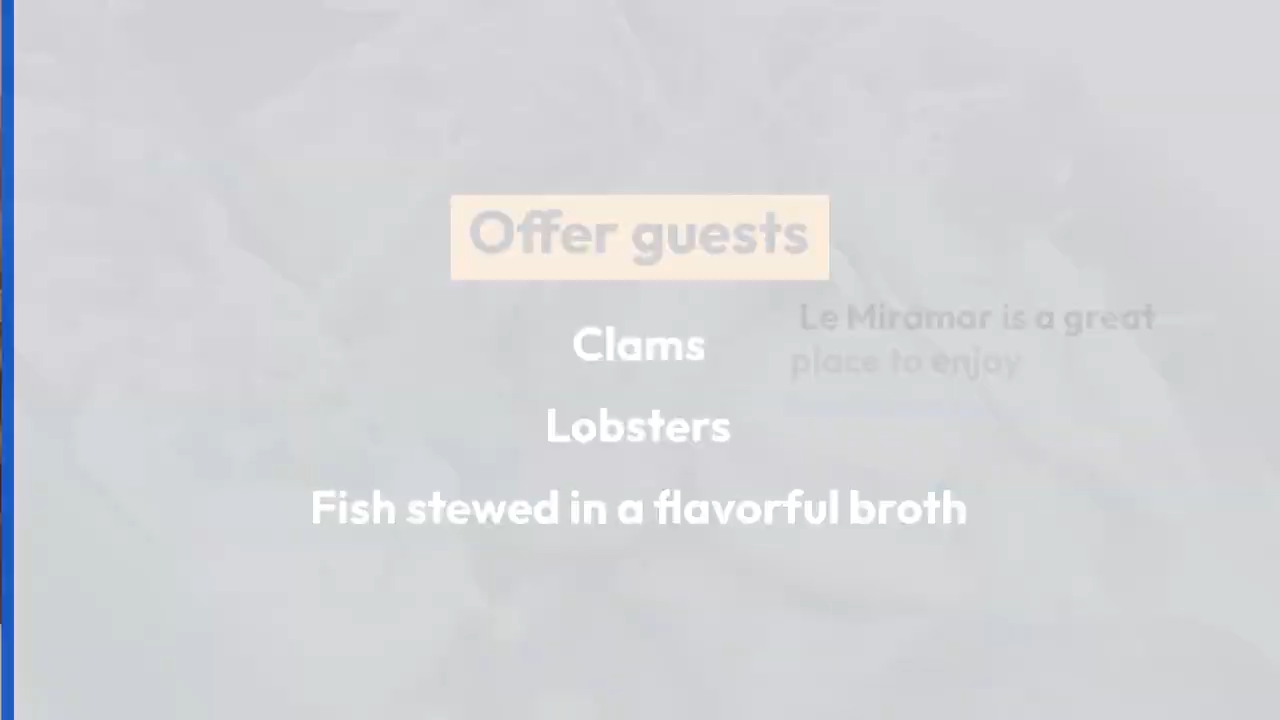 Offer guests
Clams
Le Miramar is a great
place to enjoy
Lobsters
Fish stewed in a flavorful broth